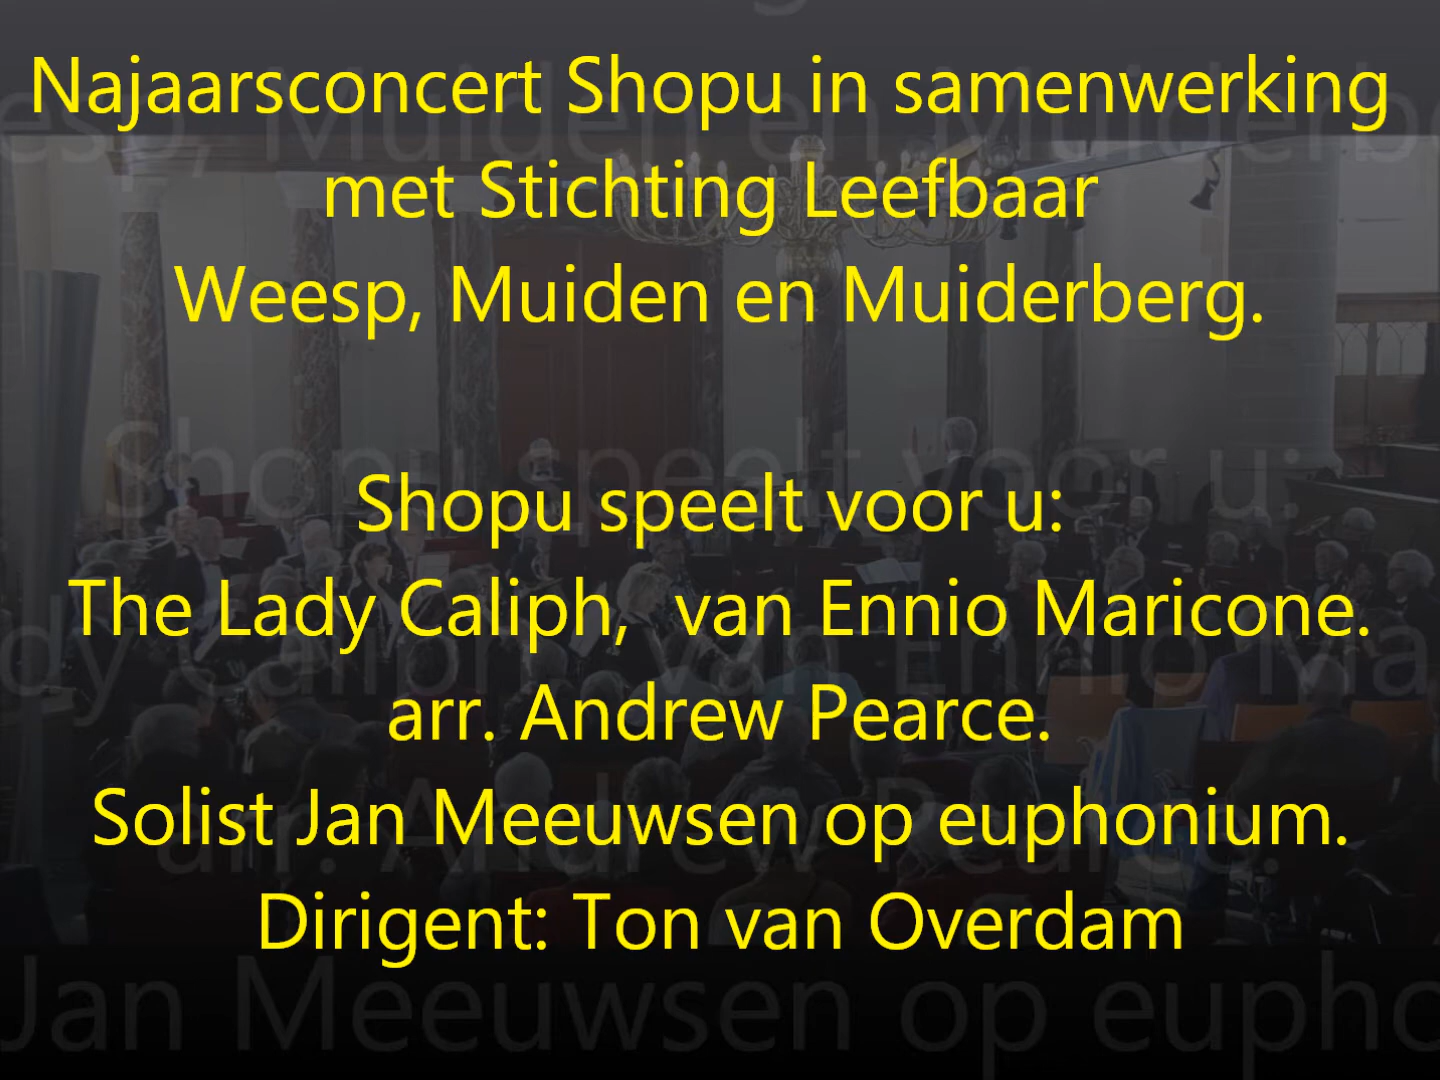 Najaarsconcert Shopu in samenwerking
met Stichting Leefbaar
Weesp, Muiden en Muiderberg.
Shopu speelt voor u:
The Lady Caliph,  van Ennio Maricone.
arr. Andrew Pearce.
Solist Jan Meeuwsen op euphonium.
Dirigent: Ton van Overdam